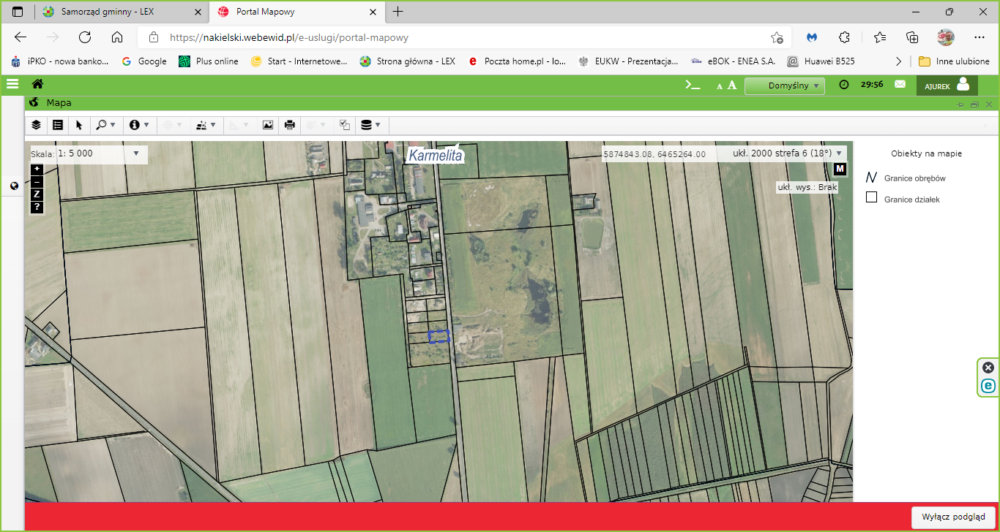 Samorząd gminny - LEX
Portal Mapowy
https://nakielski.webewid.pl/e-uslugi/portal-mapowy
iPKO - nowa banko...
Google
Plus online
Start - Internetowe...
Strona główna - LEX
Poczta home.pl - lo...
EUKW - Prezentacja...
eBOK - ENEA S.A.
Huawei B525
Inne ulubione
A A
Domyślny
29:56
AJUREK
Mapa
Skala: 1: 5 000
Karmelita
5874843.08, 6465264.00
ukł. 2000 strefa 6 (18°)
M
ukł. wys.: Brak
+
−
Z
?
Obiekty na mapie
Granice obrębów
Granice działek
Wyłącz podgląd